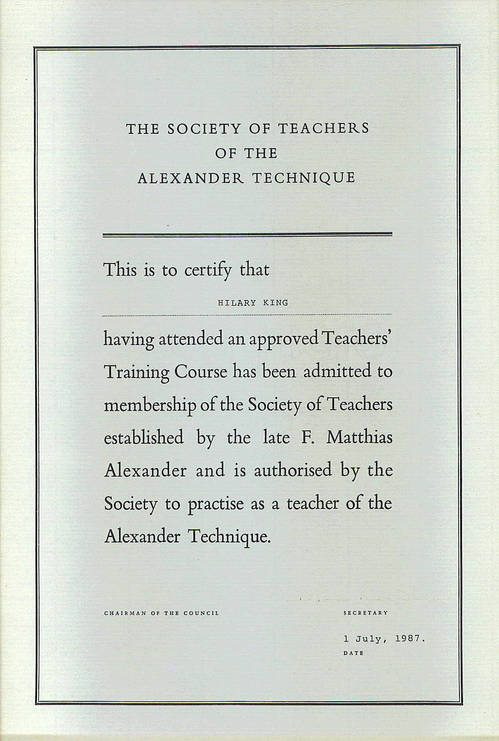 THE SOCIETY OF TEACHERS
OF THE
ALEXANDER TECHNIQUE
This is to certify that
HILARY KING
having attended an approved Teachers'
Training Course has been admitted to
membership of the Society of Teachers
established by the late F. Matthias
Alexander and is authorised by the
Society to practise as a teacher of the
Alexander Technique.
CHAIRMAN OF THE COUNCIL SECRETARY
1 July, 1987.
DATE